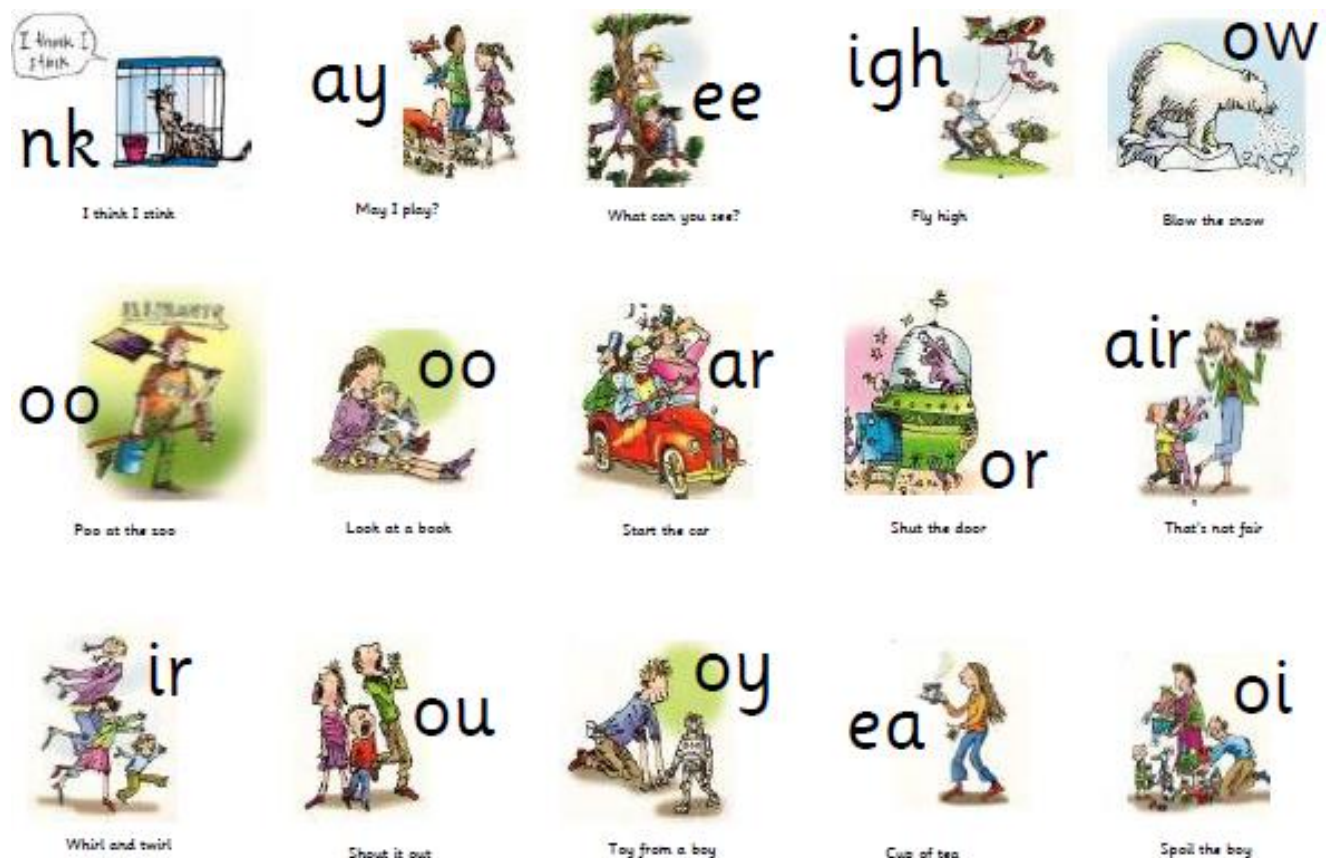 I think I
stink
nk
I think I stink
ay
May I play?
ee
What can you see?
igh
Fly high
ow
Blow the snow
oo
Poo at the zoo
oo
Look at a book
ar
Start the car
or
Shut the door
air
That's not fair
ir
Whirl and twirl
ou
Shout it out
oy
Toy from a boy
ea
Cup of tea
oi
Spoil the boy